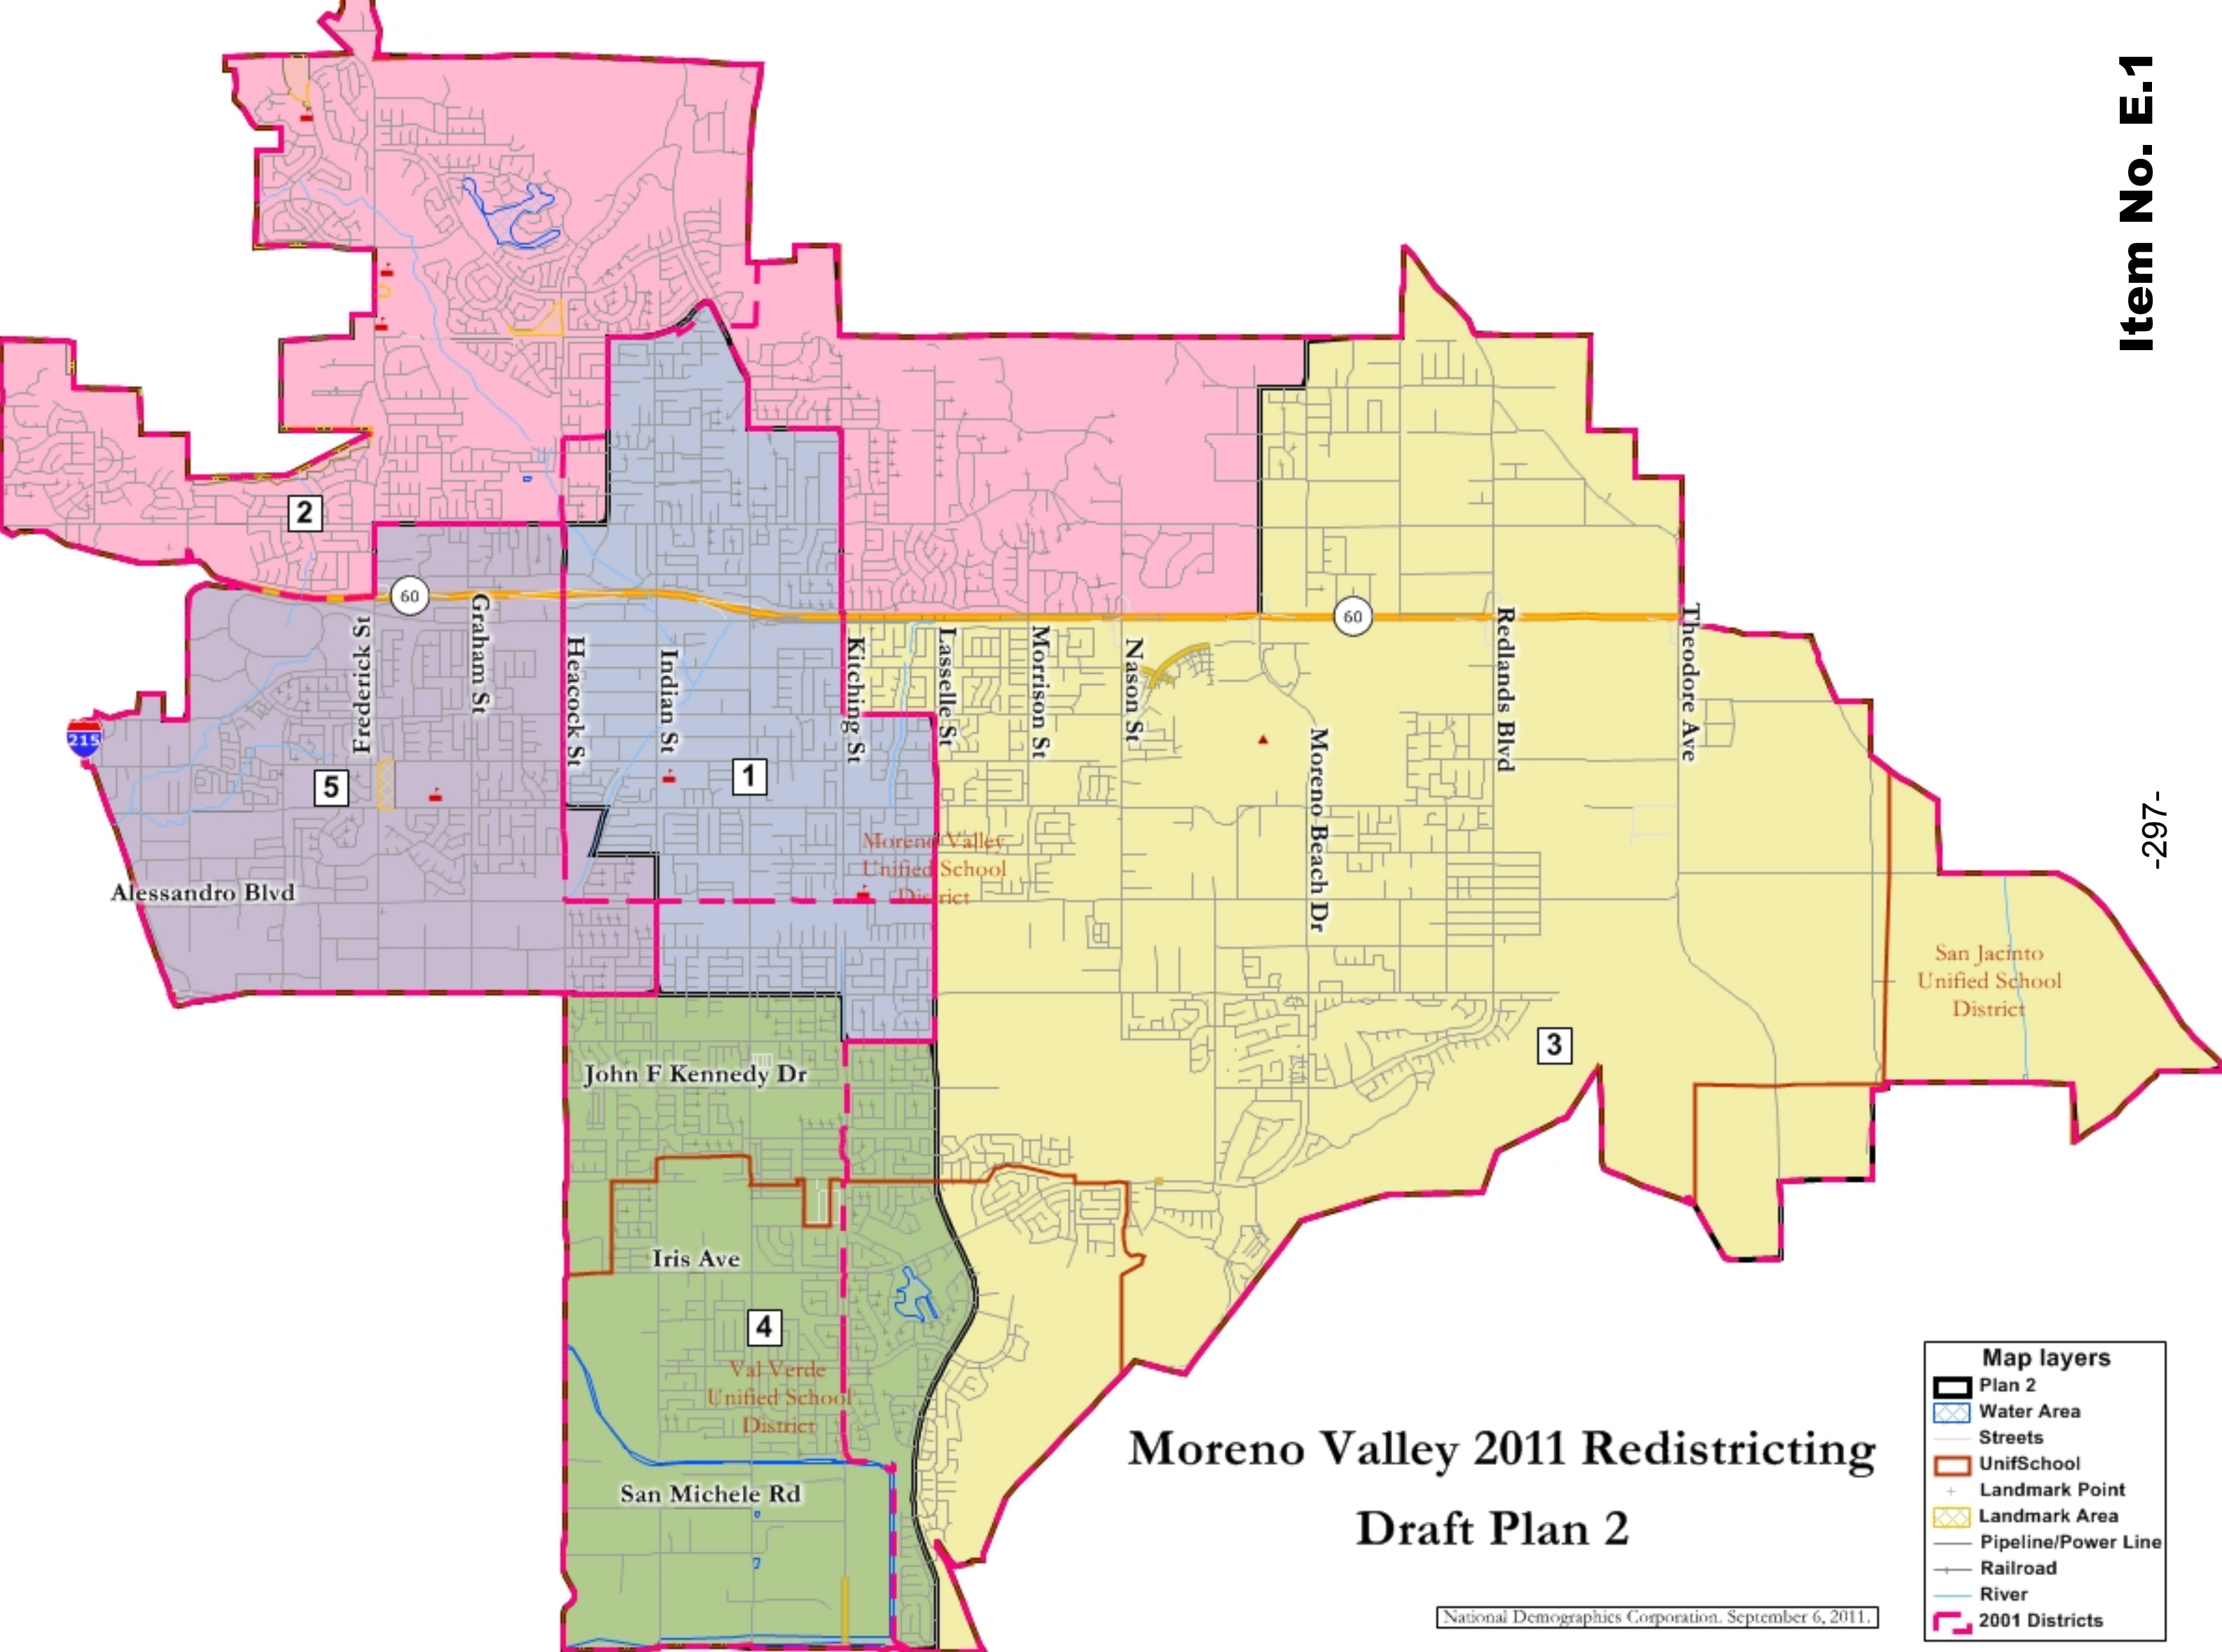 Item No. E.1
-297-
2
60
60
Frederick St
Graham St
Heacock St
Indian St
Kitching St
Lasselle St
Morrison St
Nason St
Moreno Beach Dr
Redlands Blvd
Theodore Ave
215
5
1
Moreno Valley
Unified School
District
Alessandro Blvd
San Jacinto
Unified School
District
3
John F Kennedy Dr
Iris Ave
4
Val Verde
Unified School
District
San Michele Rd
Moreno Valley 2011 Redistricting
Draft Plan 2
National Demographics Corporation. September 6, 2011.
Map layers
Plan 2
Water Area
Streets
UnifSchool
Landmark Point
Landmark Area
Pipeline/Power Line
Railroad
River
2001 Districts